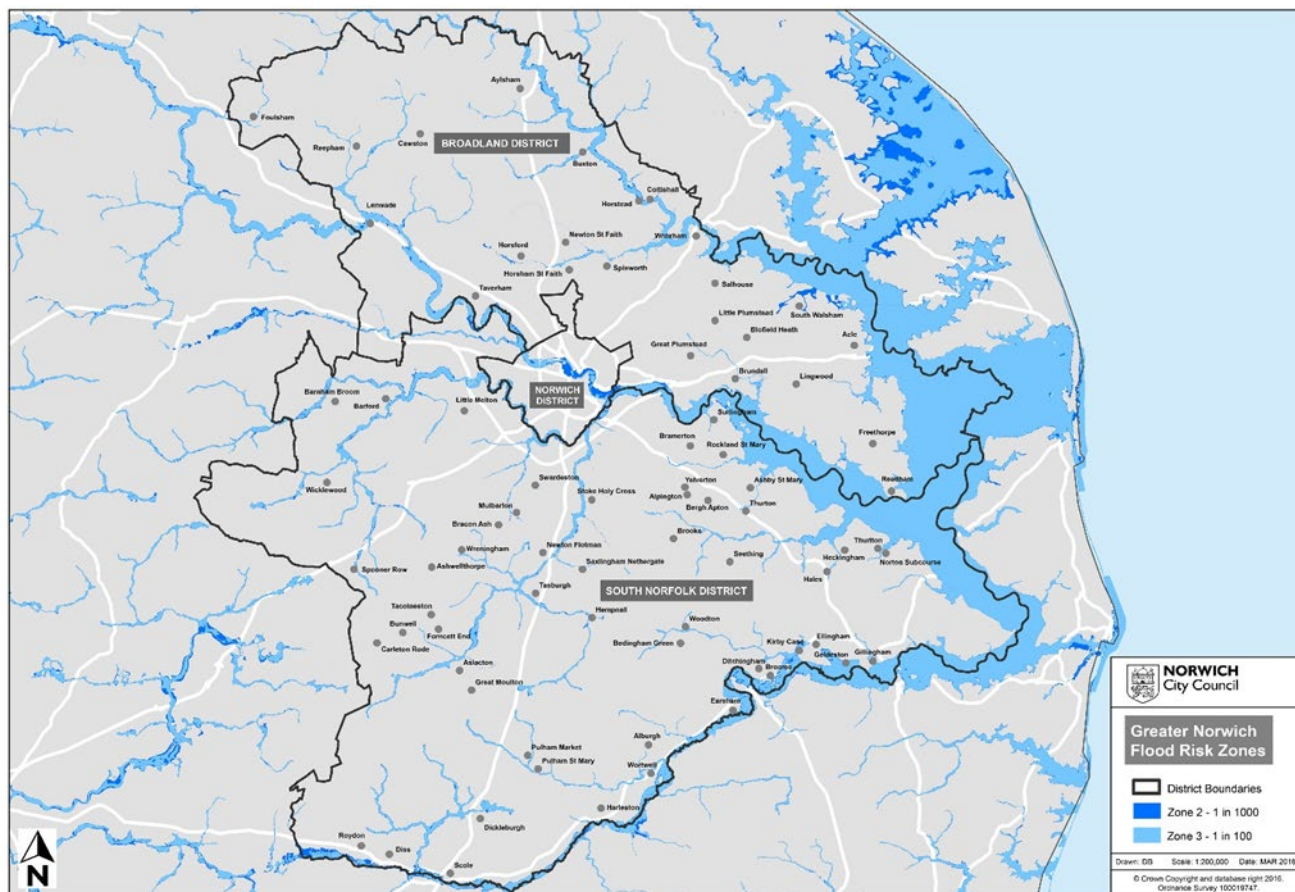 Aylsham
Foulsham
Cawston
Reepham
BROADLAND DISTRICT
Buxton
Coltishall
Horstead
Lenwade
Newton St Faith
Wroxham
Horsford
Horsham St Faith
Spixworth
Salhouse
Taverham
South Walsham
Little Plumstead
Blofield Heath
Acle
Great Plumstead
Brundall
Lingwood
NORWICH
DISTRICT
Barnham Broom
Barford
Little Melton
Surlingham
Bramerton
Rockland St Mary
Freethorpe
Wicklewood
Swardeston
Stoke Holy Cross
Yelverton
Ashby St Mary
Reedham
Alpington
Bergh Apton
Thurton
Mulbarton
Bracon Ash
Brooke
Wreningham
Newton Flotman
Thurlton
Heckingham
Norton Subcourse
Spooner Row
Ashwellthorpe
Saxlingham Nethergate
Seething
Hales
Tasburgh
SOUTH NORFOLK DISTRICT
Tacolneston
Hempnall
Bunwell
Forncett End
Woodton
Carleton Rode
Bedingham Green
Kirby Cane
Ellingham
Geldeston
Gillingham
Aslacton
Ditchingham
Broome
Great Moulton
Earsham
Alburgh
Pulham Market
Pulham St Mary
Wortwell
Harleston
Dickleburgh
Roydon
Diss
Scole
N
NORWICH
City Council
Greater Norwich
Flood Risk Zones
District Boundaries
Zone 2 - 1 in 1000
Zone 3 - 1 in 100
Drawn: DB Scale: 1:200,000 Date: MAR 2016
© Crown Copyright and database right 2016.
Ordnance Survey 100019747.